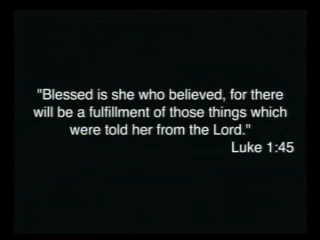 "Blessed is she who believed, for there
will be a fulfillment of those things which
were told her from the Lord."
Luke 1:45